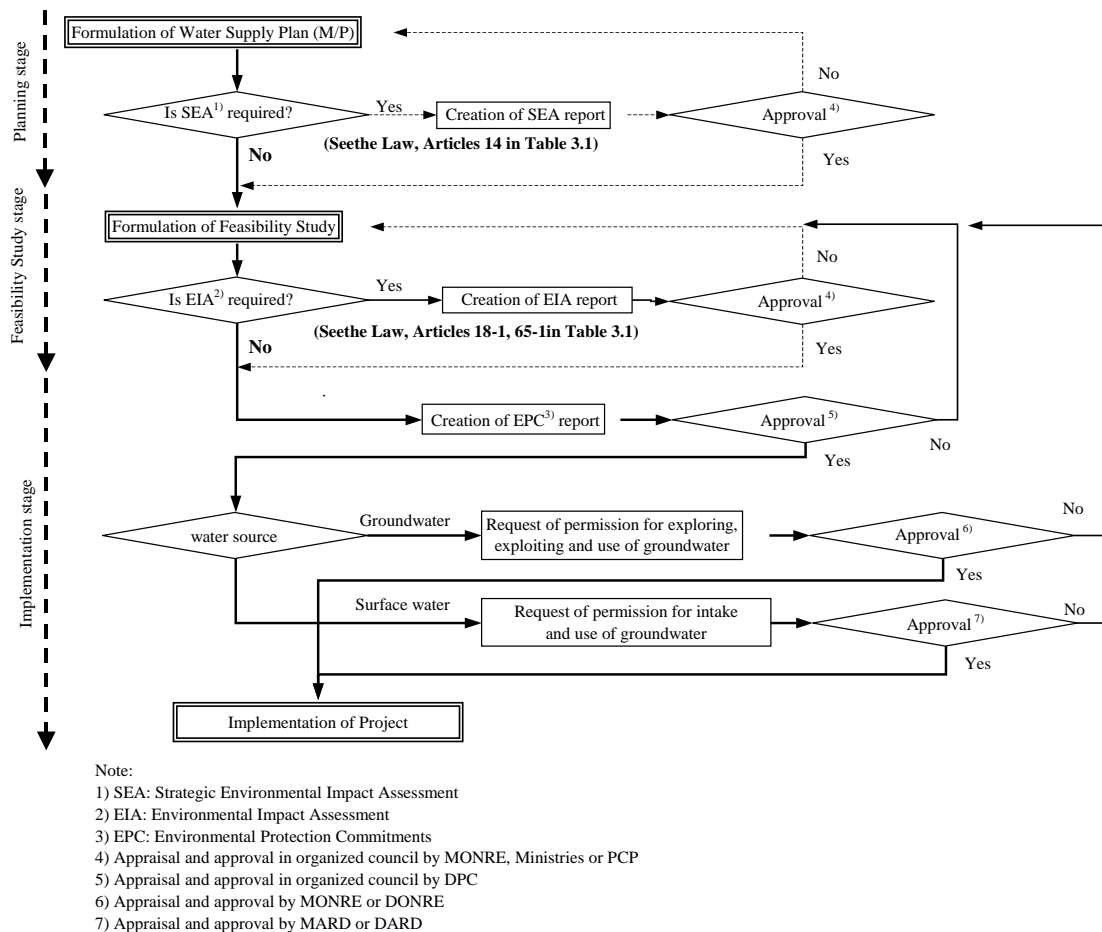 Planning stage
Formulation of Water Supply Plan (M/P)
No
Is SEA1) required?
Yes
Creation of SEA report
Approval 4)
(Seethe Law, Articles 14 in Table 3.1)
No
Yes
Feasibility Study stage
Formulation of Feasibility Study
No
Is EIA2) required?
Yes
Creation of EIA report
Approval 4)
(Seethe Law, Articles 18-1, 65-1in Table 3.1)
No
Yes
Implementation stage
Creation of EPC3) report
Approval 5)
No
Yes
water source
Groundwater
Request of permission for exploring,
exploiting and use of groundwater
Approval 6)
No
Yes
Surface water
Request of permission for intake
and use of groundwater
Approval 7)
No
Yes
Implementation of Project
Note:
1) SEA: Strategic Environmental Impact Assessment
2) EIA: Environmental Impact Assessment
3) EPC: Environmental Protection Commitments
4) Appraisal and approval in organized council by MONRE, Ministries or PCP
5) Appraisal and approval in organized council by DPC
6) Appraisal and approval by MONRE or DONRE
7) Appraisal and approval by MARD or DARD